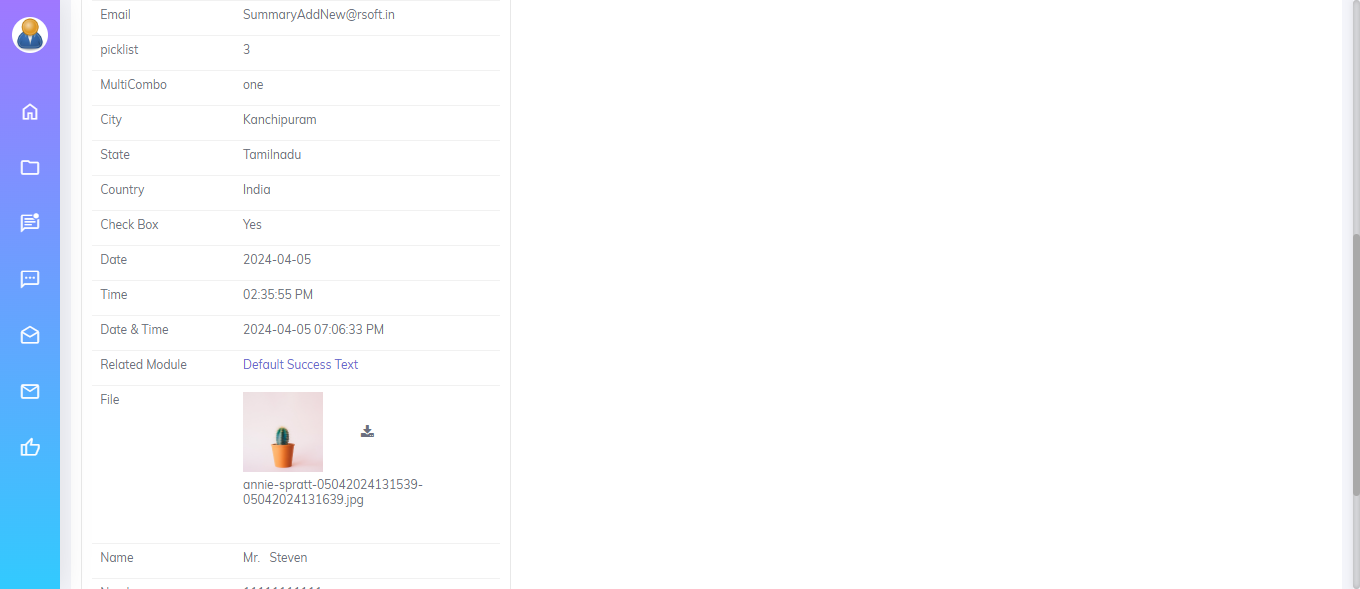 Email SummaryAddNew@rsoft.in
picklist 3
MultiCombo one
City Kanchipuram
State Tamilnadu
Country India
Check Box Yes
Date 2024-04-05
Time 02:35:55 PM
Date & Time 2024-04-05 07:06:33 PM
Related Module Default Success Text
File
annie-spratt-05042024131539-
05042024131639.jpg
Name Mr. Steven